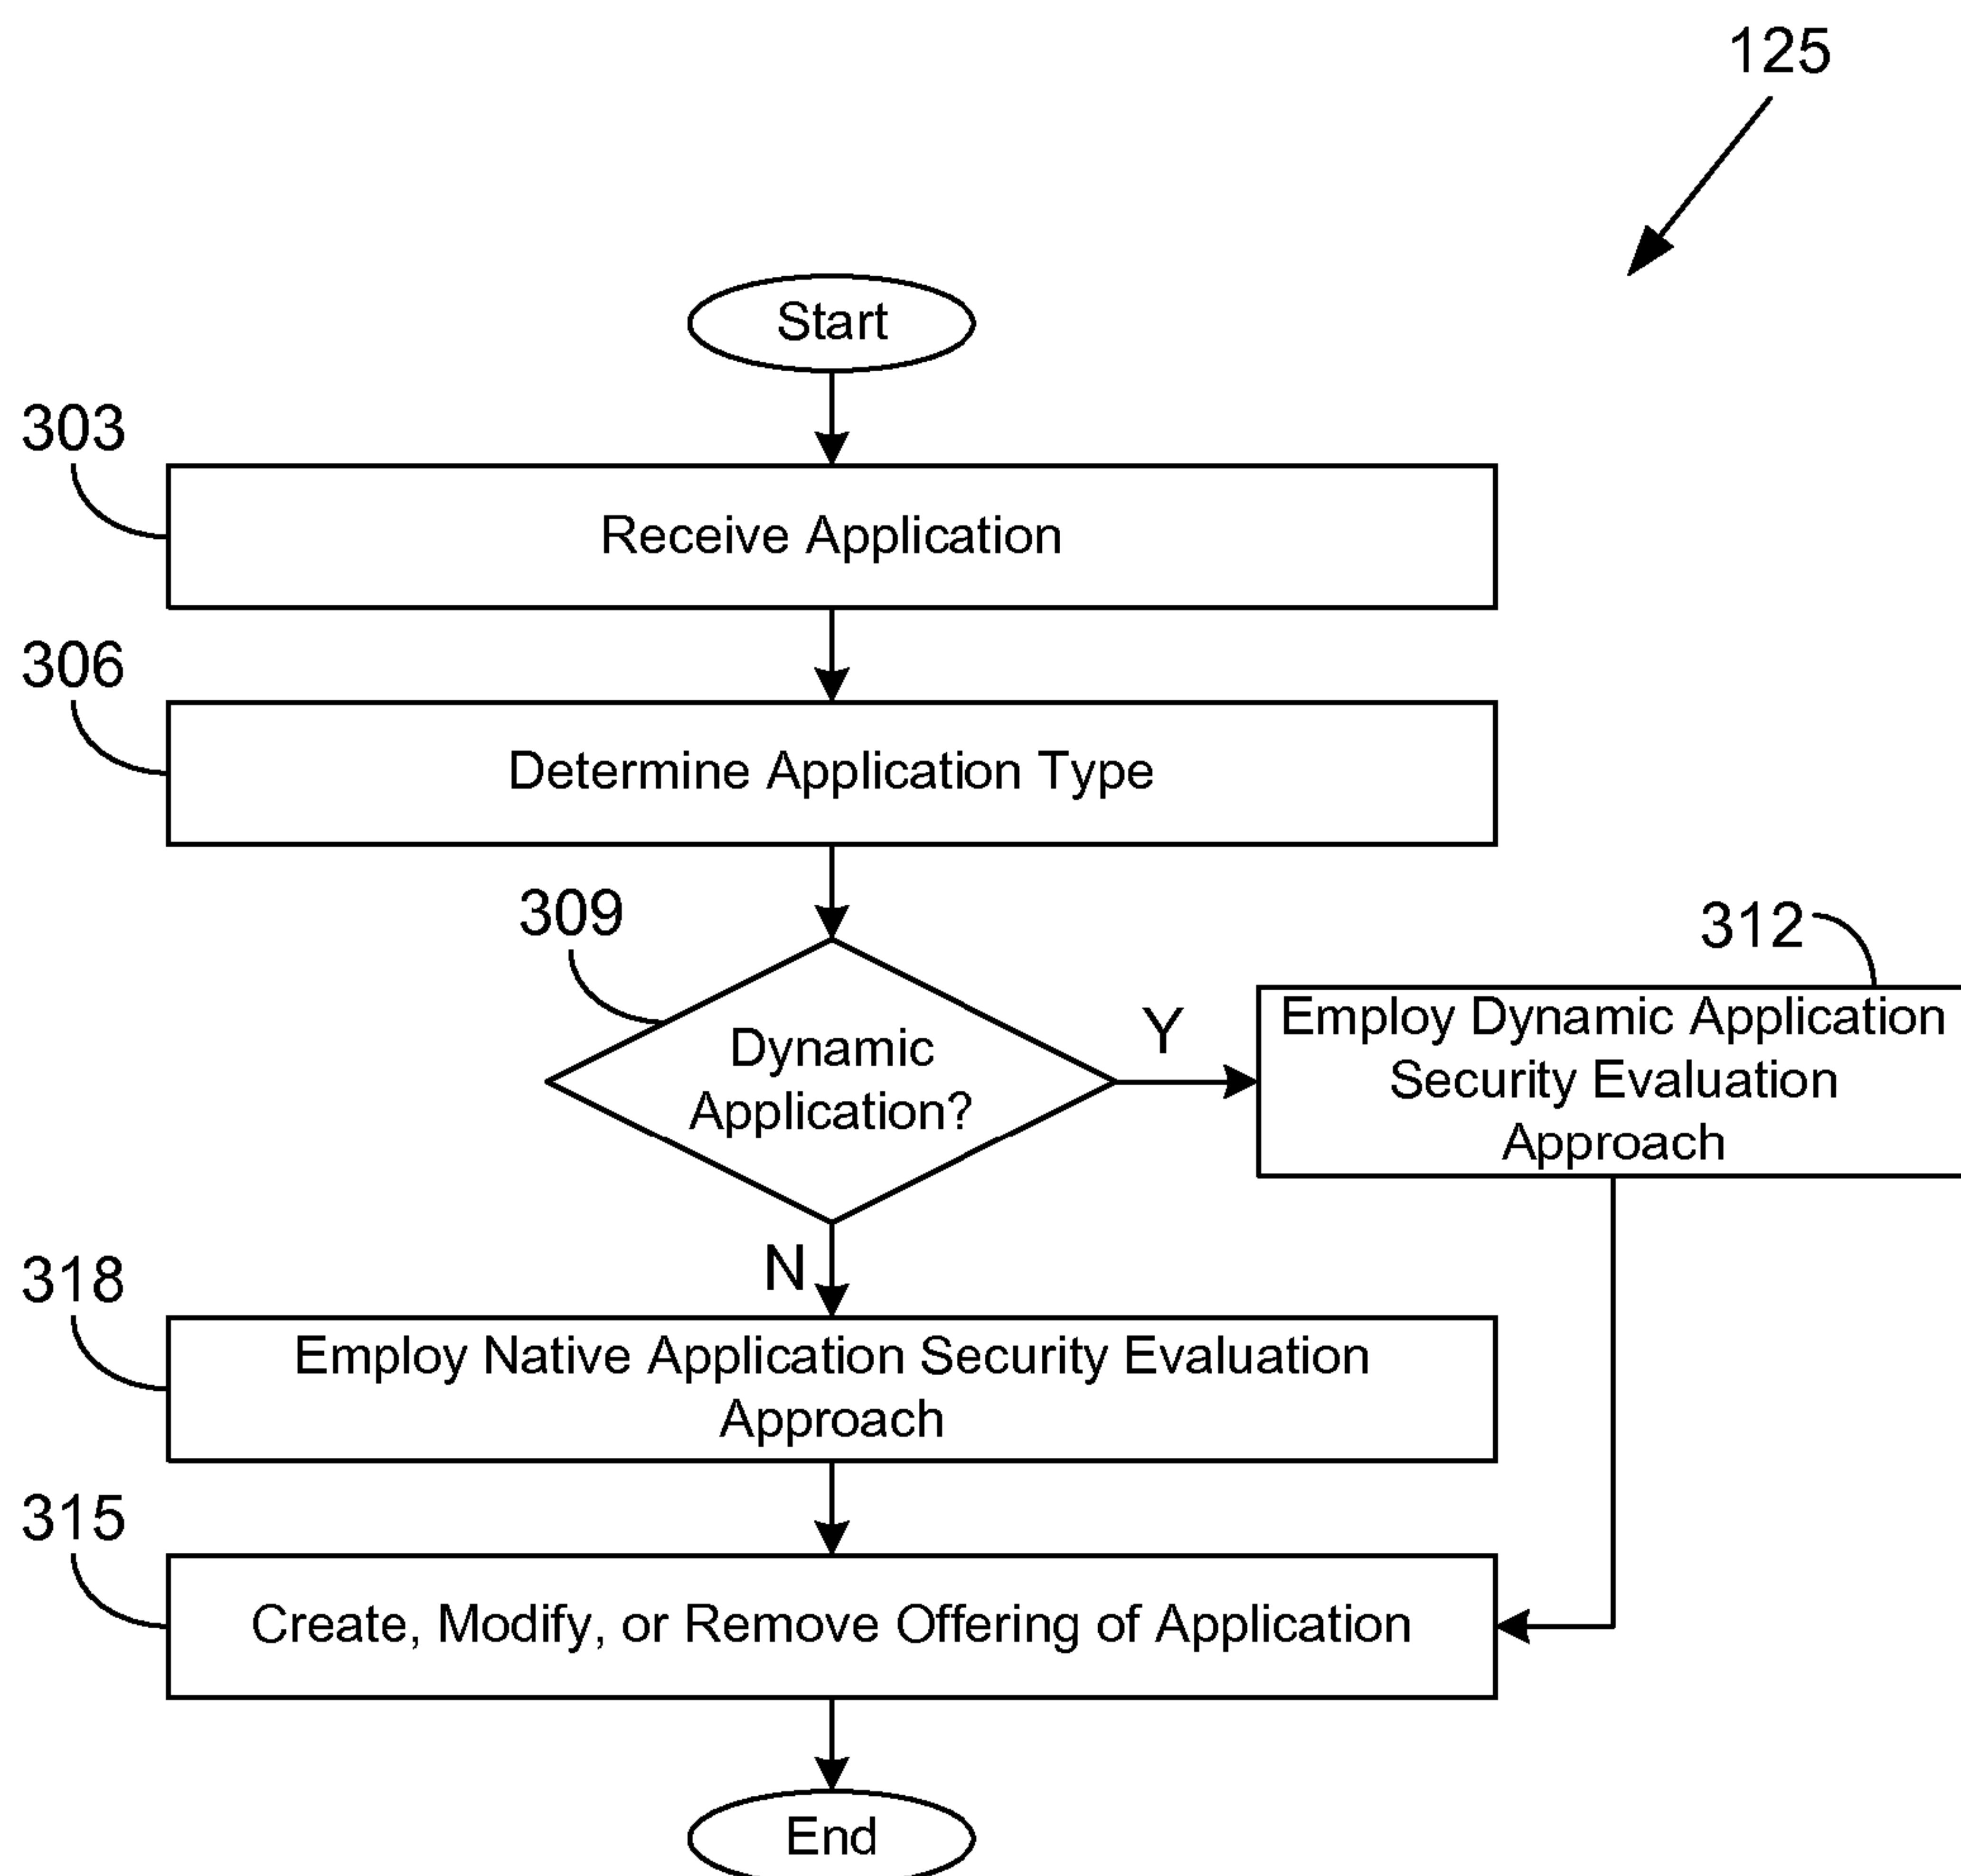 125
Start
303
Receive Application
306
Determine Application Type
309
312
Dynamic
Application?
Y
Employ Dynamic Application
Security Evaluation
Approach
N
318
Employ Native Application Security Evaluation
Approach
315
Create, Modify, or Remove Offering of Application
End